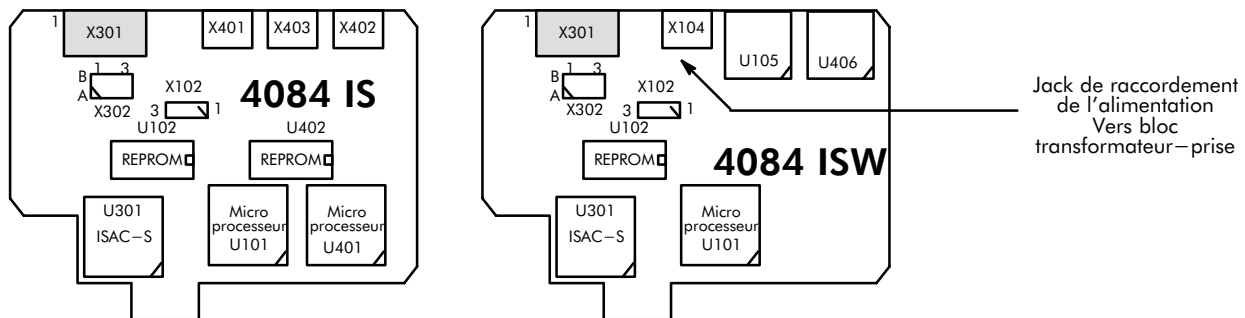 1
X301
X401
X403
X402
B
1 3
A
X302
X102
3
1
4084 IS
U102
U402
REPROM
REPROM
U301
ISAC–S
Micro
processeur
U101
Micro
processeur
U401
1
X301
X104
U105
U406
B
1 3
A
X302
X102
3
1
U102
REPROM
4084 ISW
U301
ISAC–S
Micro
processeur
U101
Jack de raccordement
de l'alimentation
Vers bloc
transformateur–prise